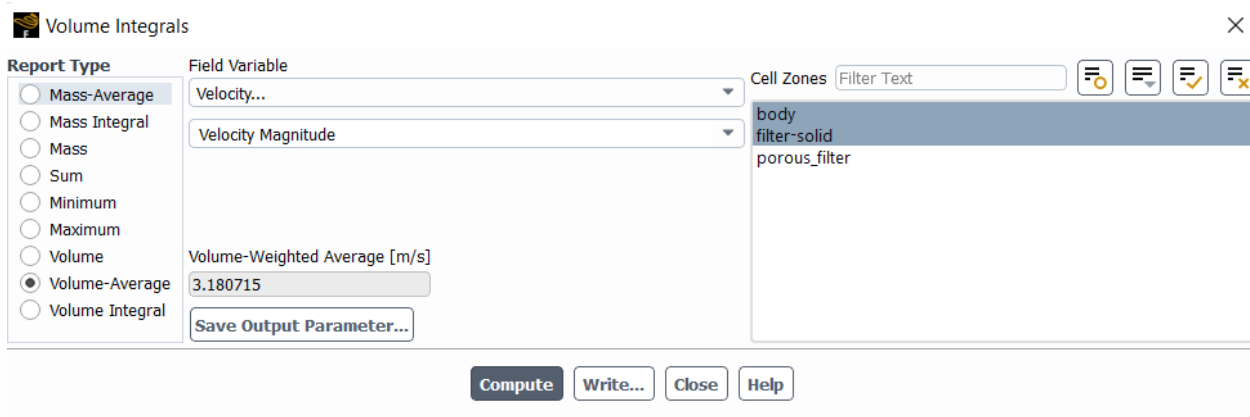 Volume Integrals
Report Type
Mass-Average
Mass Integral
Mass
Sum
Minimum
Maximum
Volume
Volume-Average
Volume Integral
Field Variable
Velocity...
Velocity Magnitude
Volume-Weighted Average [m/s]
3.180715
Save Output Parameter...
Cell Zones Filter Text
body
filter-solid
porous_filter
Compute Write... Close Help